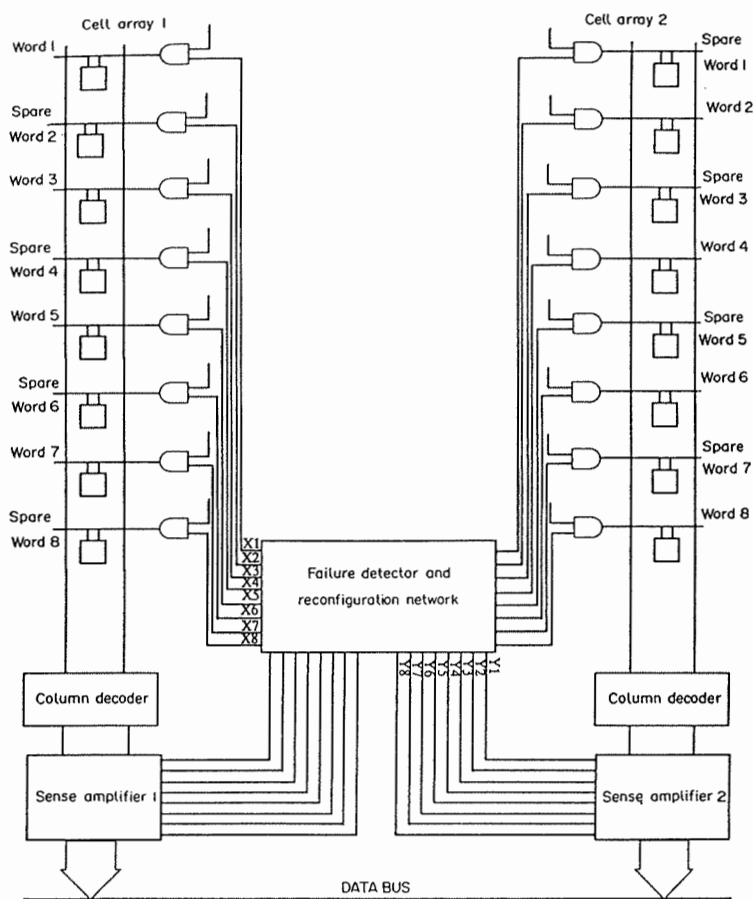 Cell array 1
Cell array 2
Word 1
Spare
Word 2
Word 3
Spare
Word 4
Word 5
Spare
Word 6
Word 7
Spare
Word 8
Spare
Word 1
Word 2
Spare
Word 3
Word 4
Spare
Word 5
Word 6
Spare
Word 7
Word 8
X1
X2
X3
X4
X5
X6
X7
X8
Failure detector and
reconfiguration network
Y8
Y7
Y6
Y5
Y4
Y3
Y2
Y1
Column decoder
Column decoder
Sense amplifier 1
Sense amplifier 2
DATA BUS